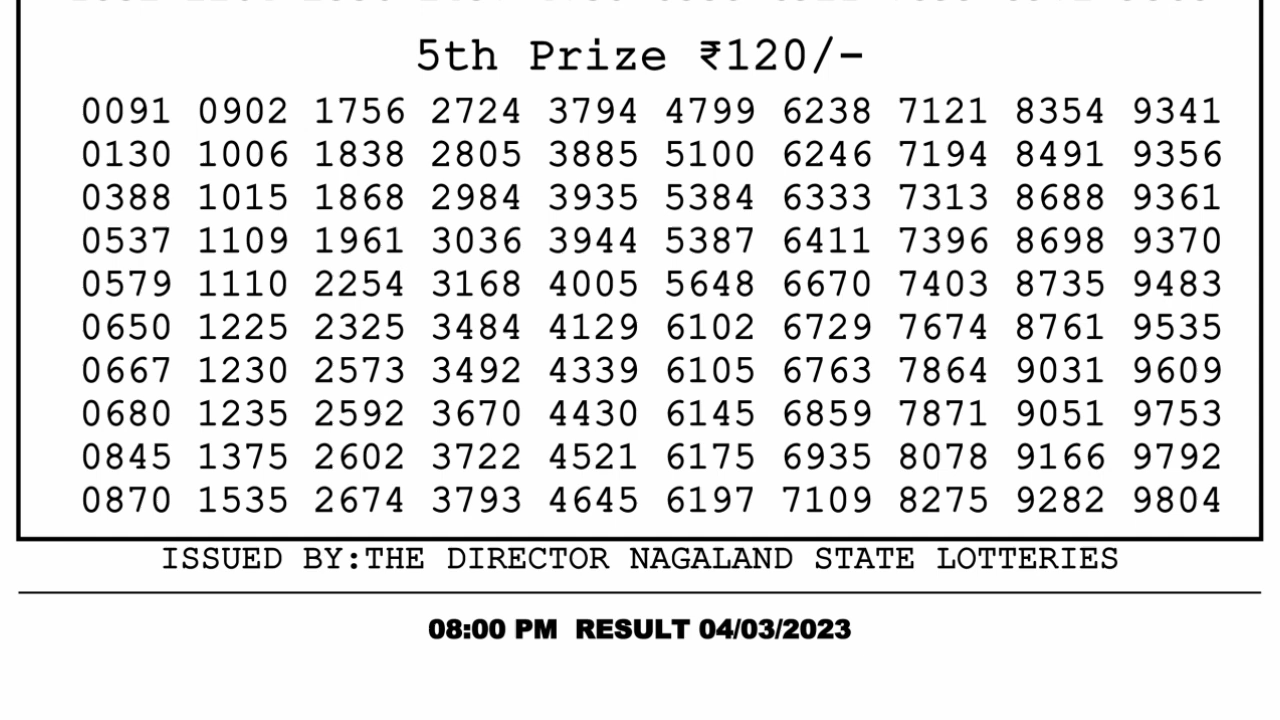 5th Prize ₹120/-
0091 0902 1756 2724 3794 4799 6238 7121 8354 9341
0130 1006 1838 2805 3885 5100 6246 7194 8491 9356
0388 1015 1868 2984 3935 5384 6333 7313 8688 9361
0537 1109 1961 3036 3944 5387 6411 7396 8698 9370
0579 1110 2254 3168 4005 5648 6670 7403 8735 9483
0650 1225 2325 3484 4129 6102 6729 7674 8761 9535
0667 1230 2573 3492 4339 6105 6763 7864 9031 9609
0680 1235 2592 3670 4430 6145 6859 7871 9051 9753
0845 1375 2602 3722 4521 6175 6935 8078 9166 9792
0870 1535 2674 3793 4645 6197 7109 8275 9282 9804
ISSUED BY:THE DIRECTOR NAGALAND STATE LOTTERIES
08:00 PM RESULT 04/03/2023